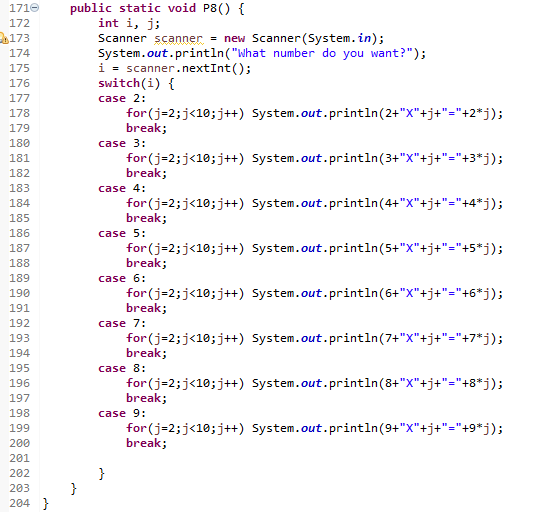 171 public static void P8() {
172 int i, j;
173 Scanner scanner = new Scanner(System.in);
174 System.out.println("What number do you want?");
175 i = scanner.nextInt();
176 switch(i) {
177 case 2:
178 for(j=2;j<10;j++) System.out.println(2+"X"+j+"="+2*j);
179 break;
180 case 3:
181 for(j=2;j<10;j++) System.out.println(3+"X"+j+"="+3*j);
182 break;
183 case 4:
184 for(j=2;j<10;j++) System.out.println(4+"X"+j+"="+4*j);
185 break;
186 case 5:
187 for(j=2;j<10;j++) System.out.println(5+"X"+j+"="+5*j);
188 break;
189 case 6:
190 for(j=2;j<10;j++) System.out.println(6+"X"+j+"="+6*j);
191 break;
192 case 7:
193 for(j=2;j<10;j++) System.out.println(7+"X"+j+"="+7*j);
194 break;
195 case 8:
196 for(j=2;j<10;j++) System.out.println(8+"X"+j+"="+8*j);
197 break;
198 case 9:
199 for(j=2;j<10;j++) System.out.println(9+"X"+j+"="+9*j);
200 break;
201
202 }
203 }
204 }